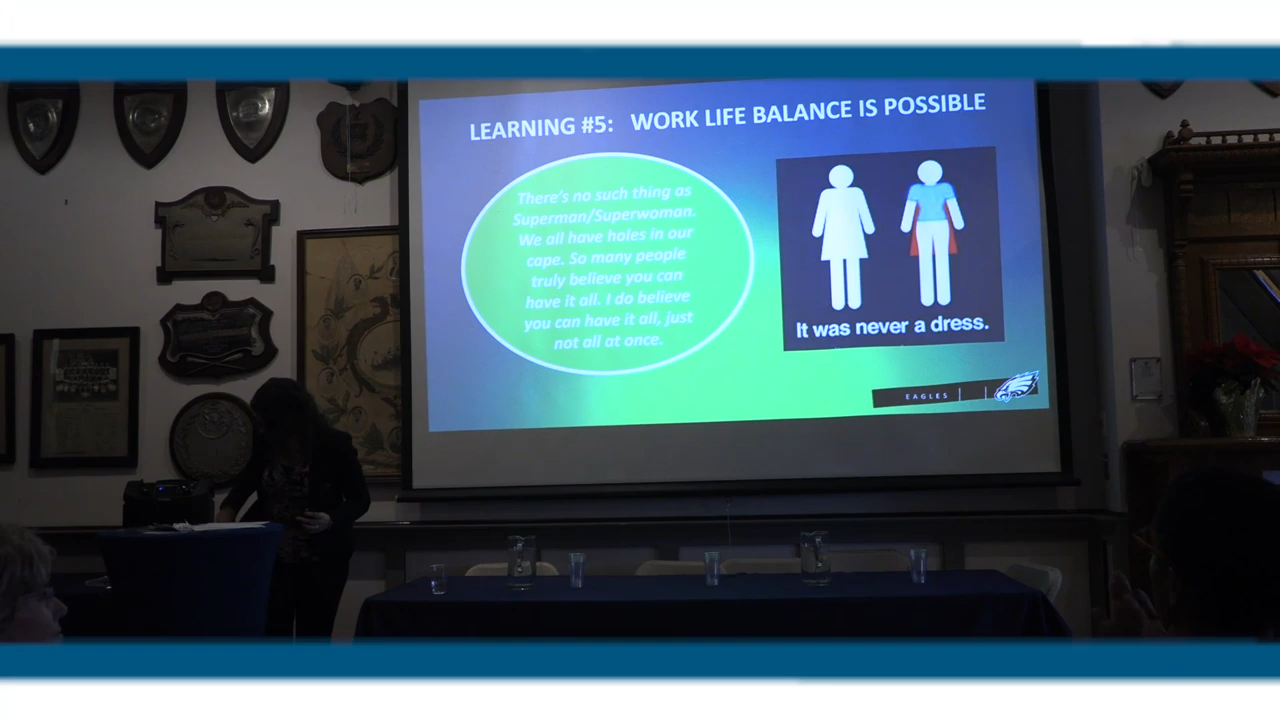 LEARNING #5: WORK LIFE BALANCE IS POSSIBLE
There's no such thing as
Superman/Superwoman.
We all have holes in our
cape. So many people
truly believe you can
have it all. I do believe
you can have it all, just
not all at once.
It was never a dress.
EAGLES